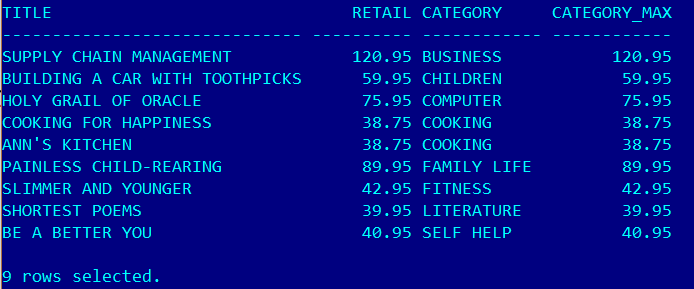 TITLE                               RETAIL CATEGORY     CATEGORY_MAX
------------------------------ ---------- ------------ ------------
SUPPLY CHAIN MANAGEMENT            120.95 BUSINESS           120.95
BUILDING A CAR WITH TOOTHPICKS      59.95 CHILDREN            59.95
HOLY GRAIL OF ORACLE                75.95 COMPUTER            75.95
COOKING FOR HAPPINESS               38.75 COOKING             38.75
ANN'S KITCHEN                       38.75 COOKING             38.75
PAINLESS CHILD-REARING              89.95 FAMILY LIFE         89.95
SLIMMER AND YOUNGER                 42.95 FITNESS             42.95
SHORTEST POEMS                      39.95 LITERATURE          39.95
BE A BETTER YOU                     40.95 SELF HELP           40.95
9 rows selected.